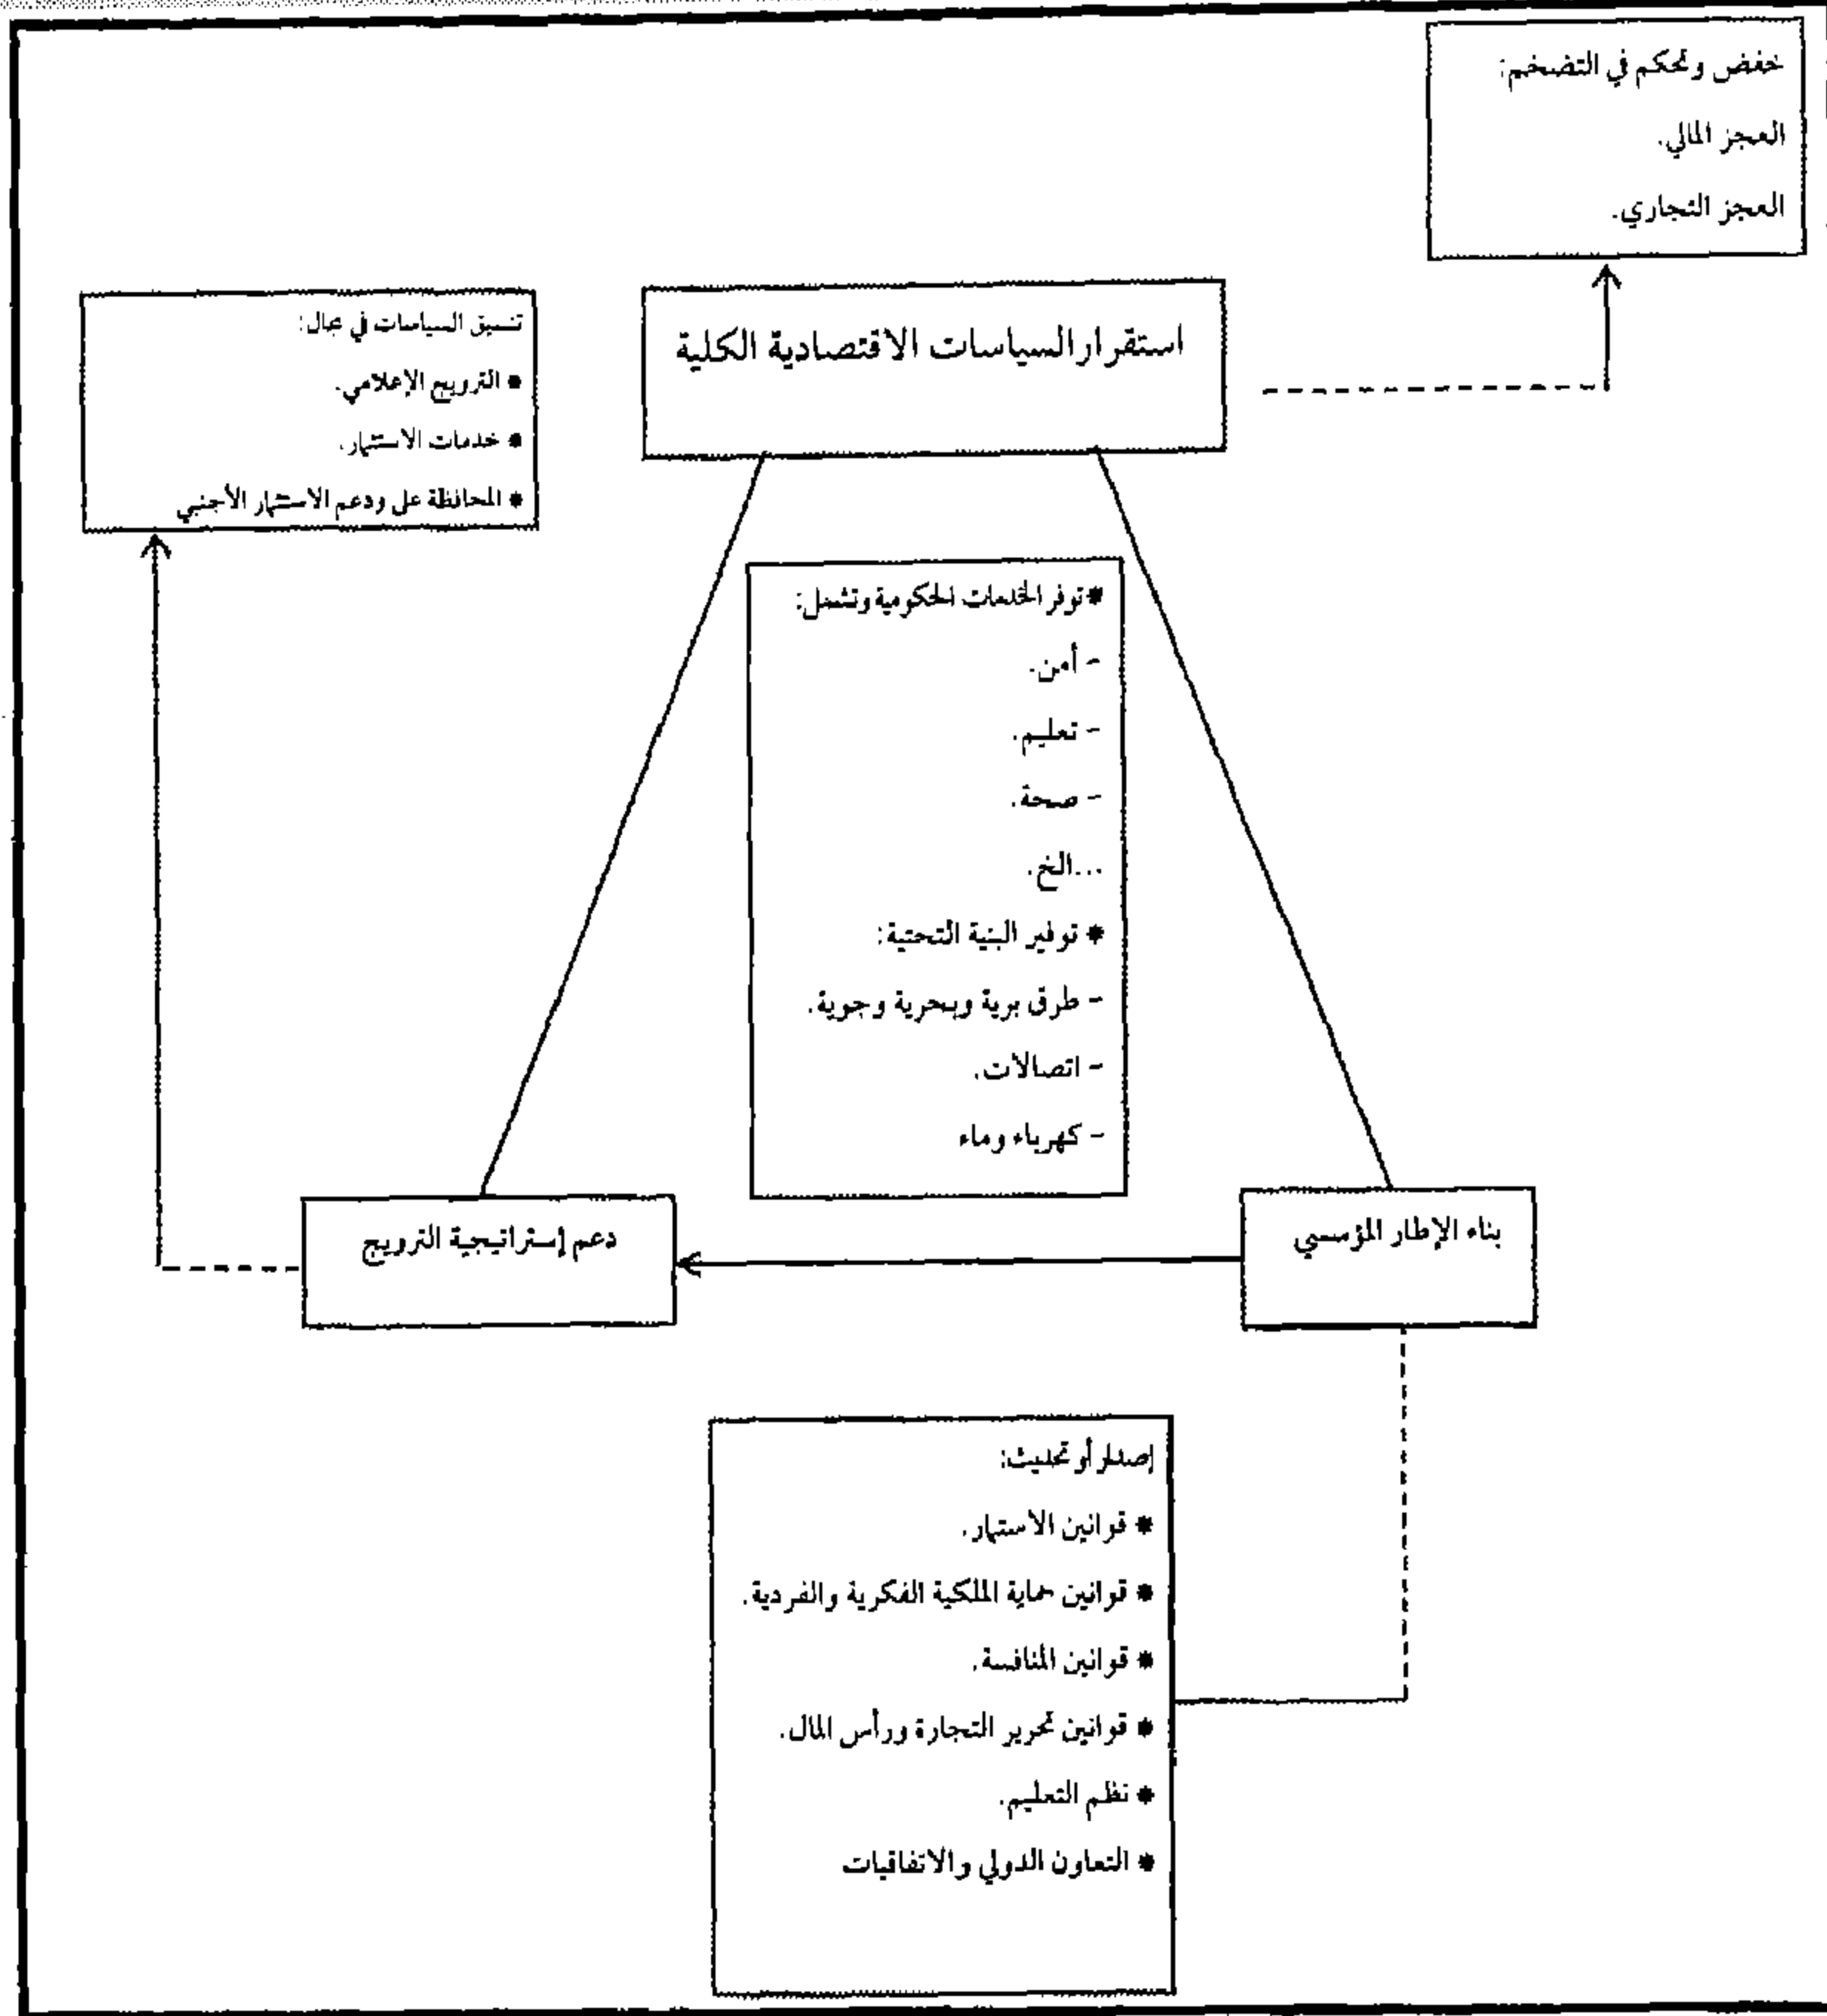 خفض وتحكم في التضخم:
العجز المالي.
العجز التجاري.
استقرار السياسات الاقتصادية الكلية
تنسيق السياسات في مجال:
* الترويج الإعلامي.
* خدمات الاستثمار.
* المحافظة على ودعم الاستثمار الأجنبي
* توفر الخدمات الحكومية وتشمل:
- أمن.
- تعليم.
- صحة.
...الخ.
* توفير البنية التحتية:
- طرق برية وبحرية وجوية.
- اتصالات.
- كهرباء وماء
بناء الإطار المؤسسي
دعم إستراتيجية الترويج
إصدار أو تحديث:
* قوانين الاستثمار.
* قوانين حماية الملكية الفكرية والفردية.
* قوانين المنافسة.
* قوانين تحرير التجارة ورأس المال.
* نظم التعليم.
* التعاون الدولي والاتفاقيات